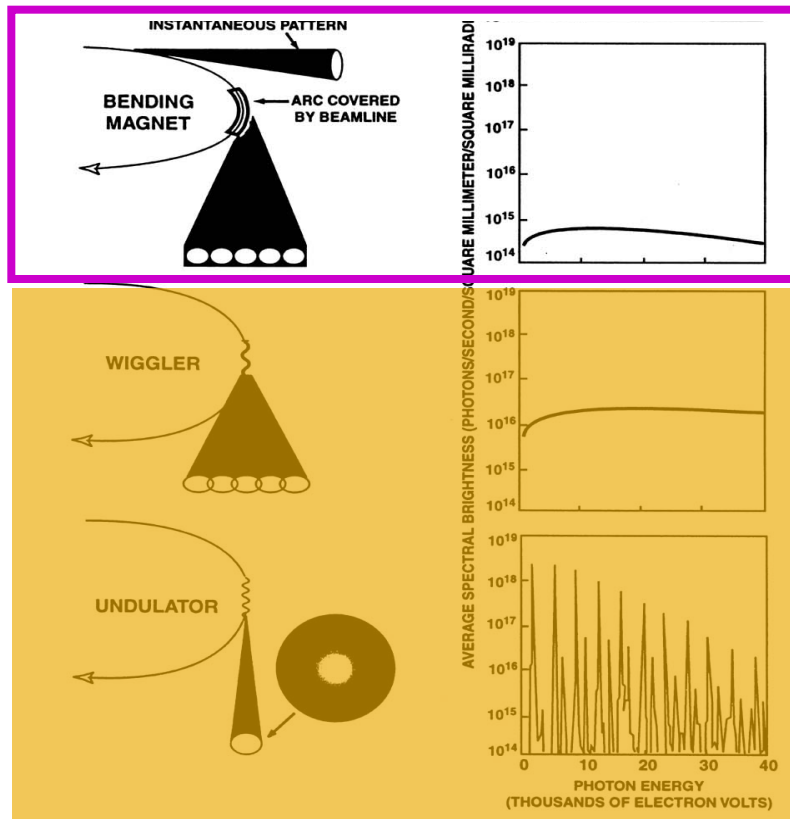 INSTANTANEOUS PATTERN
BENDING
MAGNET
ARC COVERED
BY BEAMLINE
10¹⁹
10¹⁸
10¹⁷
10¹⁶
10¹⁵
10¹⁴
WIGGLER
10¹⁹
10¹⁸
10¹⁷
10¹⁶
10¹⁵
10¹⁴
UNDULATOR
10¹⁹
10¹⁸
10¹⁷
10¹⁶
10¹⁵
10¹⁴
0 10 20 30 40
PHOTON ENERGY
(THOUSANDS OF ELECTRON VOLTS)
AVERAGE SPECTRAL BRIGHTNESS (PHOTONS/SECOND/SQUARE MILLIMETER/SQUARE MILLIRADI